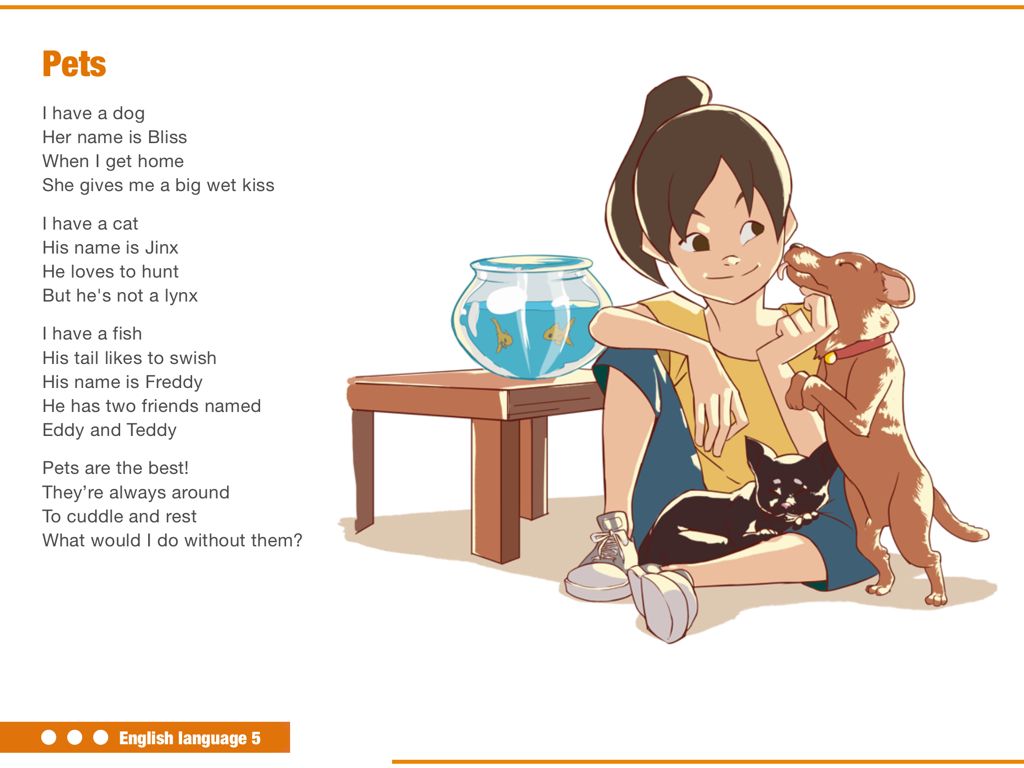 Pets
I have a dog
Her name is Bliss
When I get home
She gives me a big wet kiss
I have a cat
His name is Jinx
He loves to hunt
But he's not a lynx
I have a fish
His tail likes to swish
His name is Freddy
He has two friends named
Eddy and Teddy
Pets are the best!
They’re always around
To cuddle and rest
What would I do without them?
English language 5